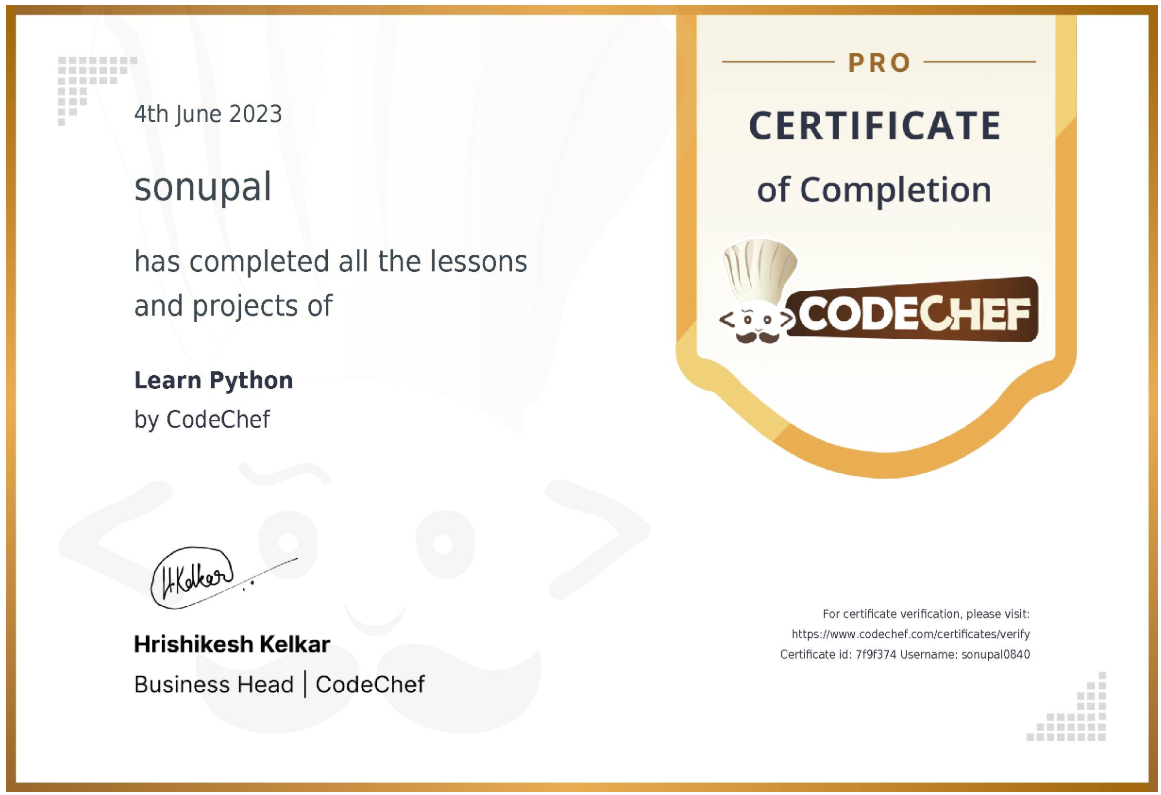 4th June 2023
sonupal
has completed all the lessons
and projects of
Learn Python
by CodeChef
H.Kelkar
Hrishikesh Kelkar
Business Head | CodeChef
PRO
CERTIFICATE
of Completion
CODECHEF
For certificate verification, please visit:
https://www.codechef.com/certificates/verify
Certificate id: 7f9f374 Username: sonupal0840